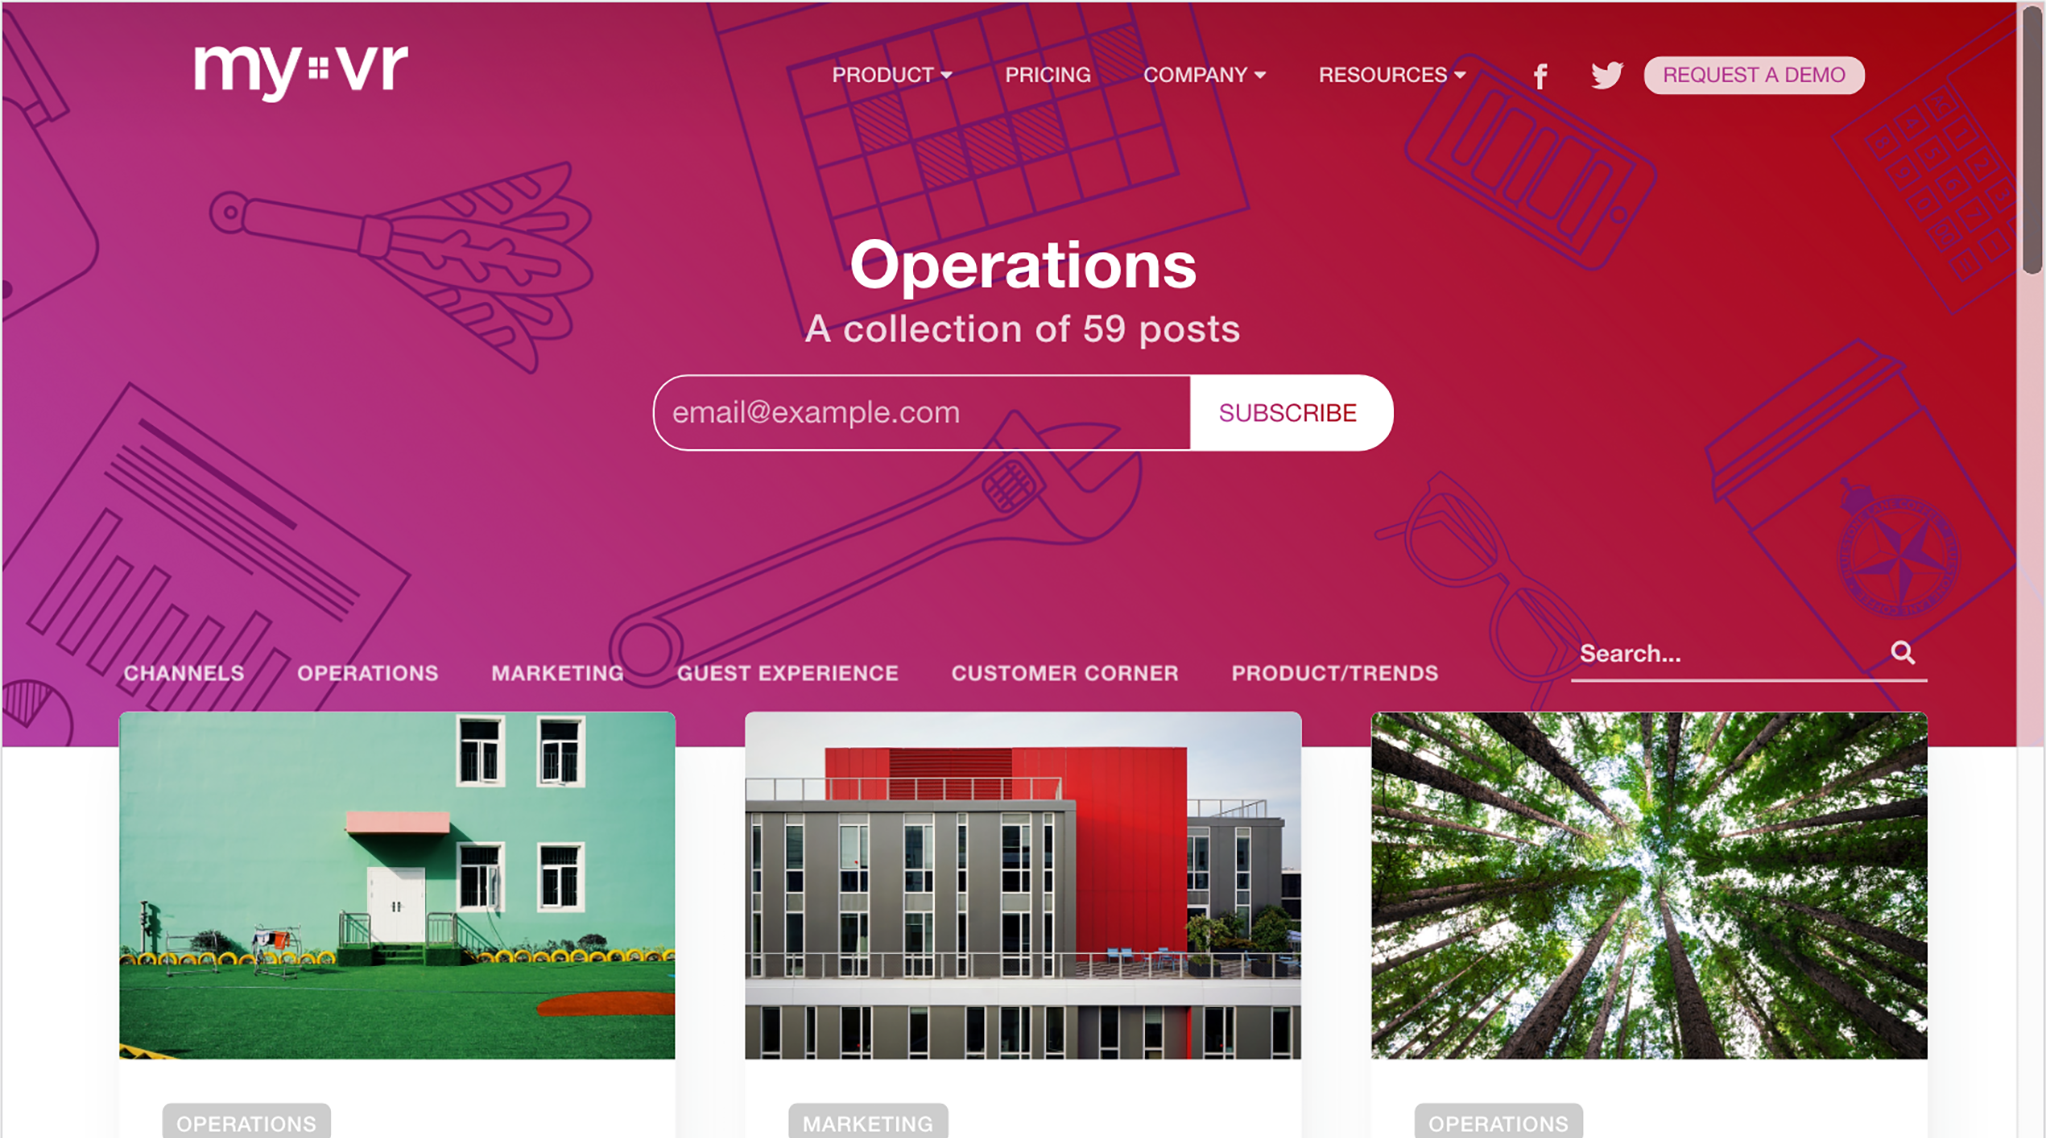 my vr
PRODUCT PRICING COMPANY RESOURCES REQUEST A DEMO
Operations
A collection of 59 posts
email@example.com SUBSCRIBE
CHANNELS OPERATIONS MARKETING GUEST EXPERIENCE CUSTOMER CORNER PRODUCT/TRENDS Search...
OPERATIONS MARKETING OPERATIONS